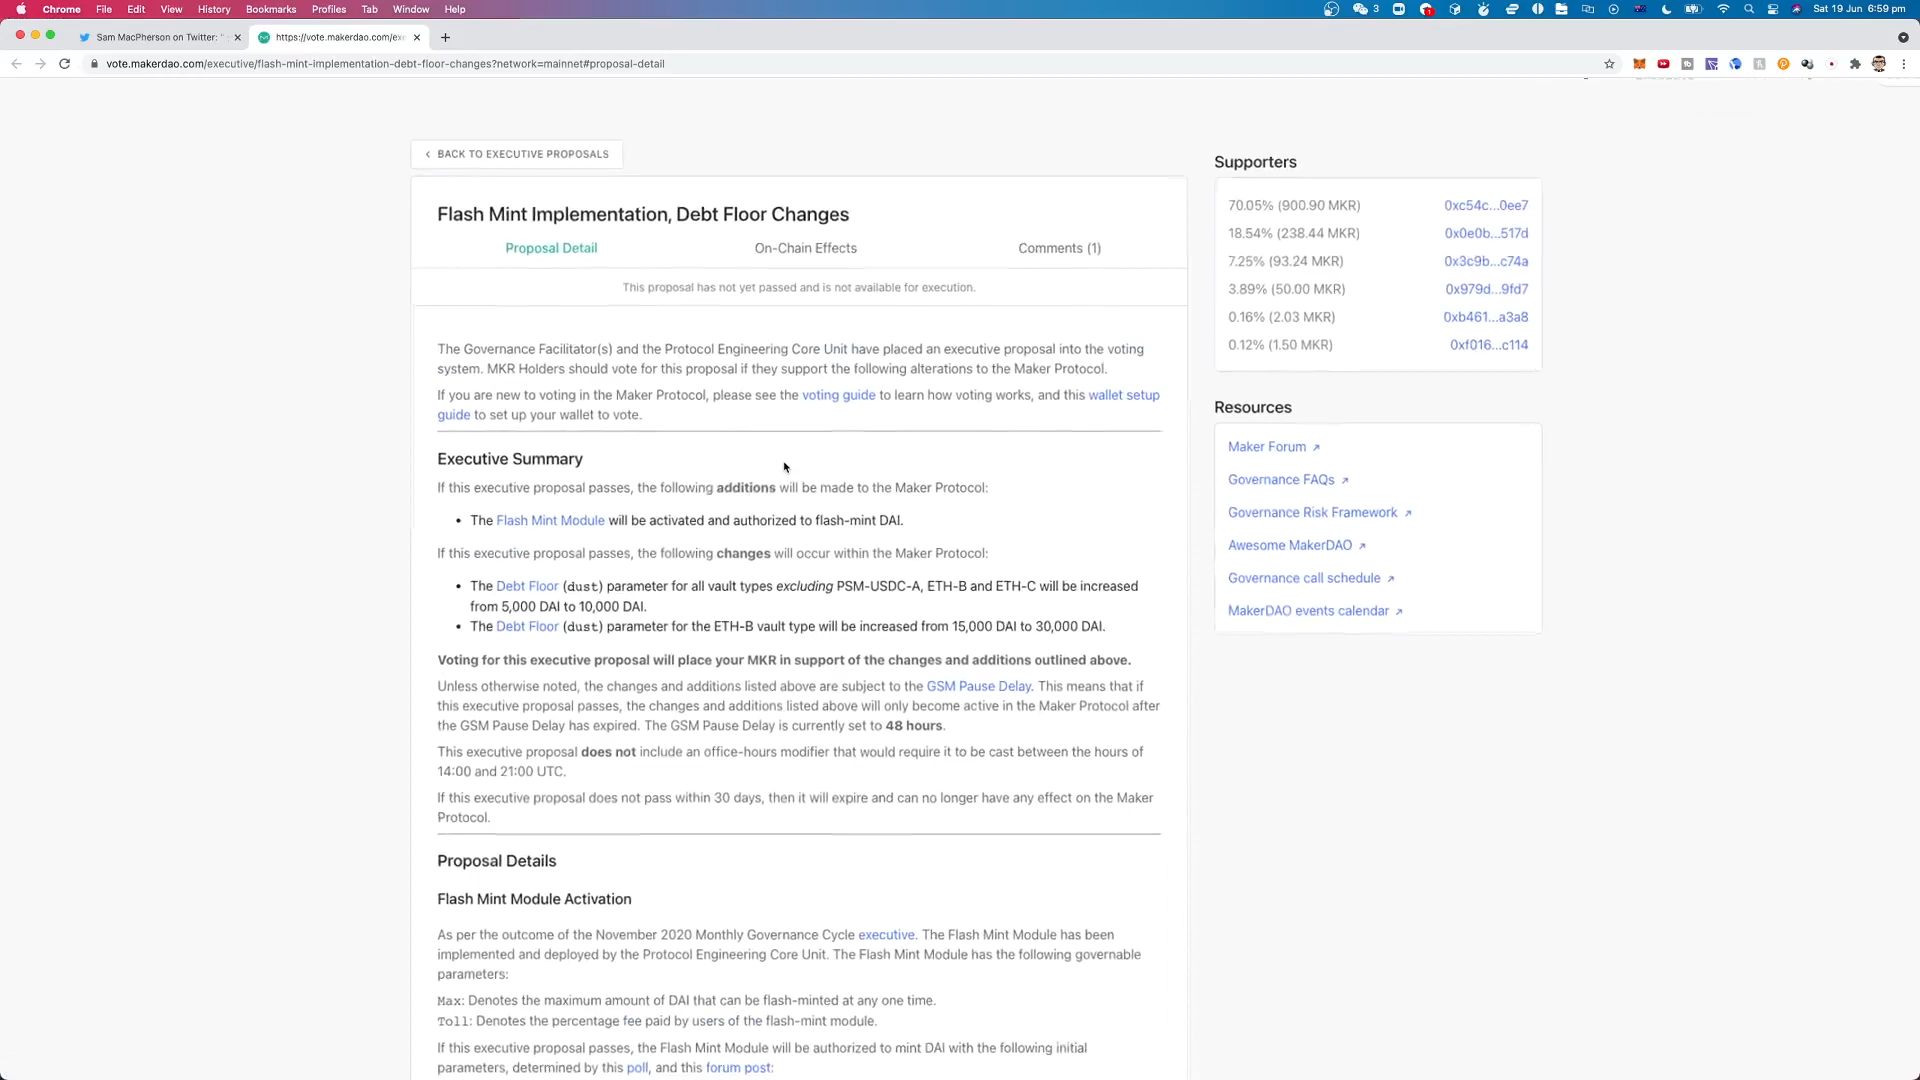 Chrome File Edit View History Bookmarks Profiles Tab Window Help 3 1 Sat 19 Jun 6:59 pm
Sam MacPherson on Twitter: " https://vote.makerdao.com/exe
vote.makerdao.com/executive/flash-mint-implementation-debt-floor-changes?network=mainnet#proposal-detail
BACK TO EXECUTIVE PROPOSALS
Flash Mint Implementation, Debt Floor Changes
Proposal Detail On-Chain Effects Comments (1)
This proposal has not yet passed and is not available for execution.
The Governance Facilitator(s) and the Protocol Engineering Core Unit have placed an executive proposal into the voting
system. MKR Holders should vote for this proposal if they support the following alterations to the Maker Protocol.
If you are new to voting in the Maker Protocol, please see the voting guide to learn how voting works, and this wallet setup
guide to set up your wallet to vote.
Executive Summary
If this executive proposal passes, the following additions will be made to the Maker Protocol:
• The Flash Mint Module will be activated and authorized to flash-mint DAI.
If this executive proposal passes, the following changes will occur within the Maker Protocol:
• The Debt Floor (dust) parameter for all vault types excluding PSM-USDC-A, ETH-B and ETH-C will be increased
from 5,000 DAI to 10,000 DAI.
• The Debt Floor (dust) parameter for the ETH-B vault type will be increased from 15,000 DAI to 30,000 DAI.
Voting for this executive proposal will place your MKR in support of the changes and additions outlined above.
Unless otherwise noted, the changes and additions listed above are subject to the GSM Pause Delay. This means that if
this executive proposal passes, the changes and additions listed above will only become active in the Maker Protocol after
the GSM Pause Delay has expired. The GSM Pause Delay is currently set to 48 hours.
This executive proposal does not include an office-hours modifier that would require it to be cast between the hours of
14:00 and 21:00 UTC.
If this executive proposal does not pass within 30 days, then it will expire and can no longer have any effect on the Maker
Protocol.
Proposal Details
Flash Mint Module Activation
As per the outcome of the November 2020 Monthly Governance Cycle executive. The Flash Mint Module has been
implemented and deployed by the Protocol Engineering Core Unit. The Flash Mint Module has the following governable
parameters:
Max: Denotes the maximum amount of DAI that can be flash-minted at any one time.
Toll: Denotes the percentage fee paid by users of the flash-mint module.
If this executive proposal passes, the Flash Mint Module will be authorized to mint DAI with the following initial
parameters, determined by this poll, and this forum post:
Supporters
70.05% (900.90 MKR) 0xc54c...0ee7
18.54% (238.44 MKR) 0x0e0b...517d
7.25% (93.24 MKR) 0x3c9b...c74a
3.89% (50.00 MKR) 0x979d...9fd7
0.16% (2.03 MKR) 0xb461...a3a8
0.12% (1.50 MKR) 0xf016...c114
Resources
Maker Forum
Governance FAQs
Governance Risk Framework
Awesome MakerDAO
Governance call schedule
MakerDAO events calendar